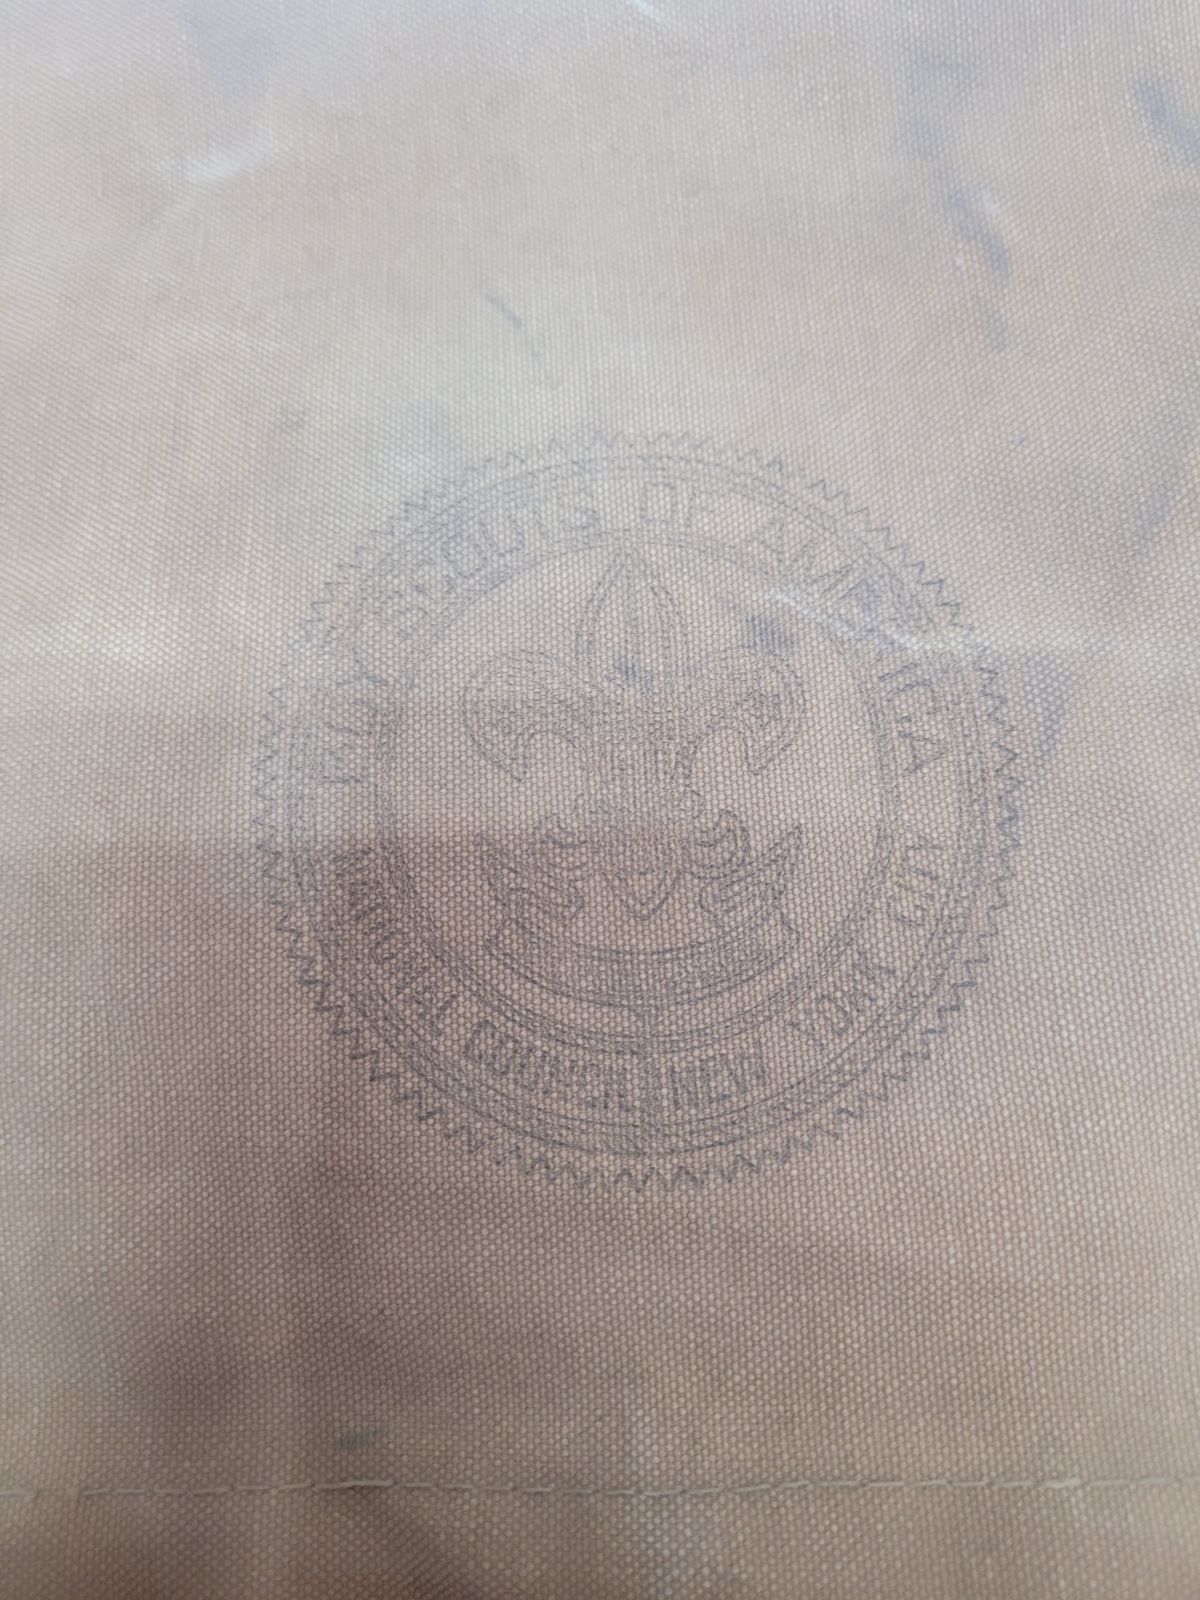 BOY SCOUTS OF AMERICA
NATIONAL COUNCIL NEW YORK CITY